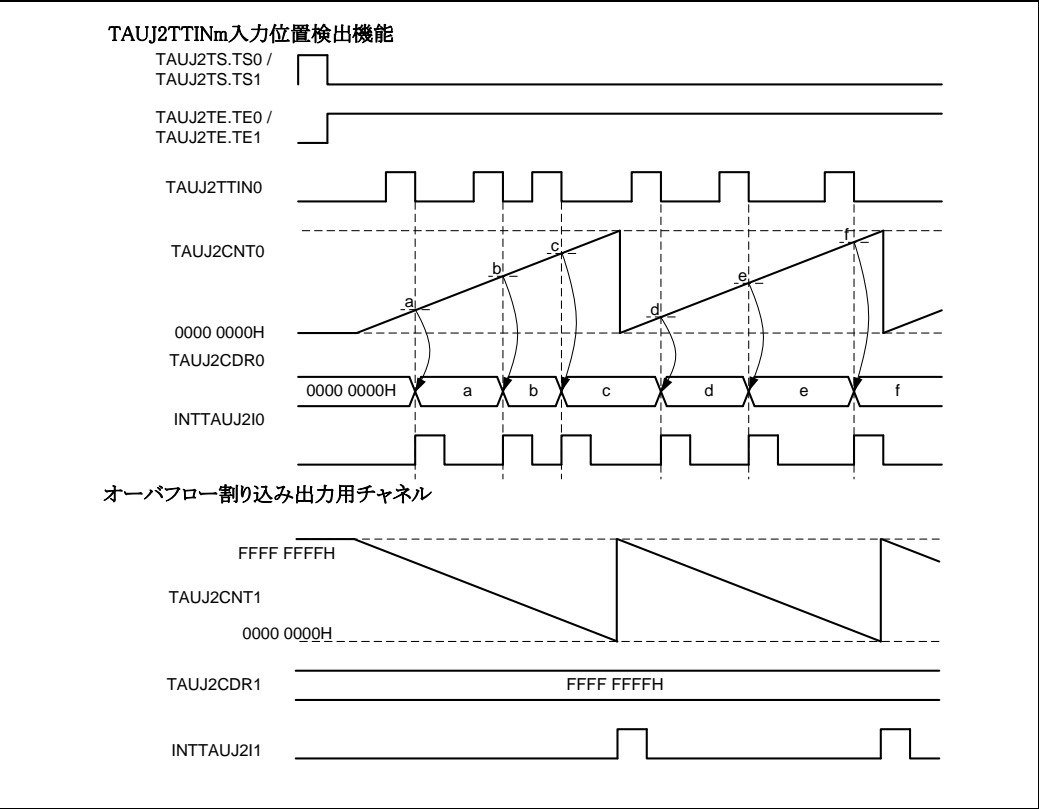 TAUJ2TTINm入力位置検出機能
TAUJ2TS.TS0 /
TAUJ2TS.TS1
TAUJ2TE.TE0 /
TAUJ2TE.TE1
TAUJ2TTIN0
TAUJ2CNT0
a
b
c
d
e
f
0000 0000H
TAUJ2CDR0
0000 0000H
a
b
c
d
e
f
INTTAUJ2I0
オーバフロー割り込み出力用チャネル
FFFF FFFFH
TAUJ2CNT1
0000 0000H
TAUJ2CDR1
FFFF FFFFH
INTTAUJ2I1